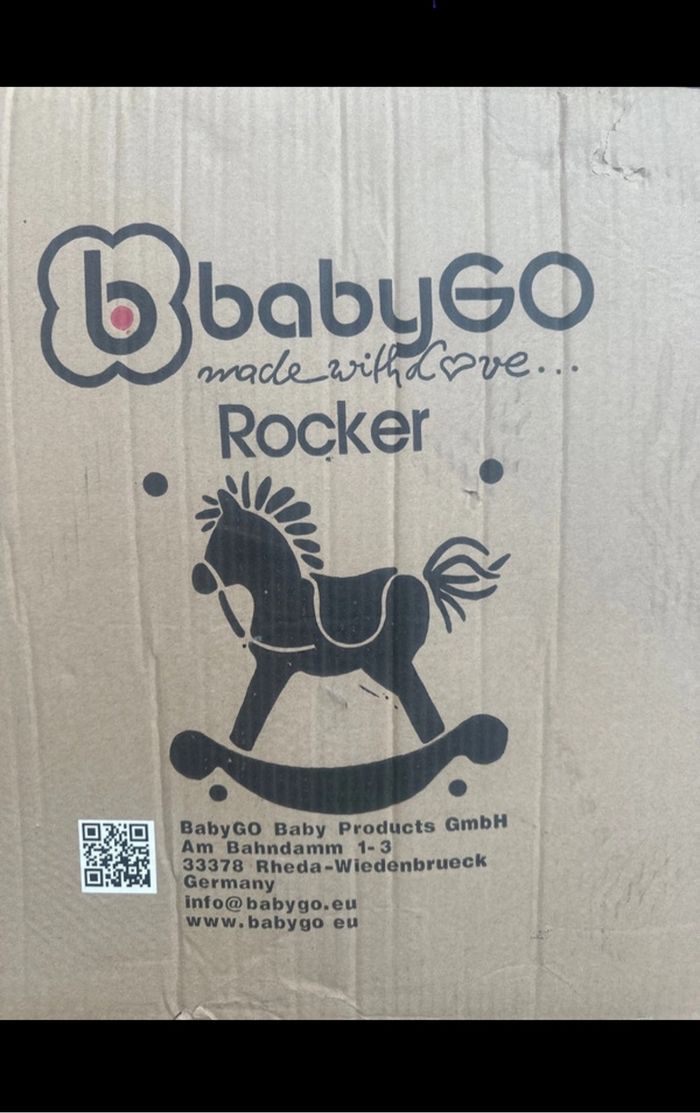 b babyGO
made with Love...
Rocker
BabyGO Baby Products GmbH
Am Bahndamm 1-3
33378 Rheda-Wiedenbrueck
Germany
info@babygo.eu
www.babygo eu